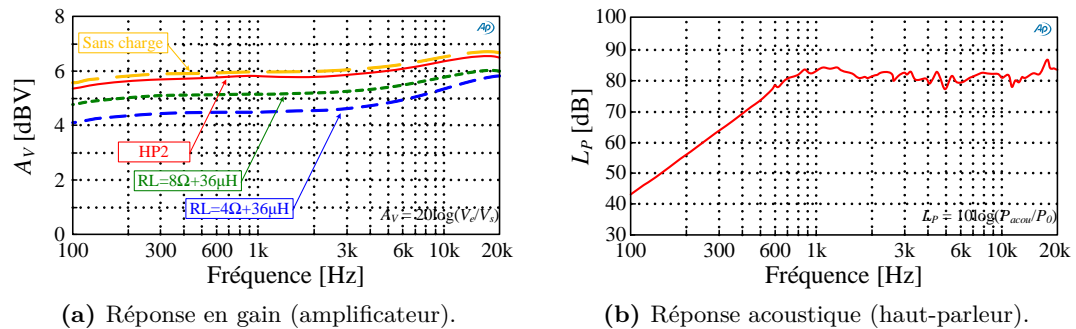 8
6
4
2
0
A_V [dBV]
Sans charge
HP2
RL=8Ω+36µH
RL=4Ω+36µH
A_V = 20log(V_e/V_s)
100 300 600 1k 3k 6k 20k
Fréquence [Hz]
(a) Réponse en gain (amplificateur).
100
90
80
70
60
50
40
30
L_P [dB]
L_P = 10log(P_acou/P_0)
100 300 600 1k 3k 6k 20k
Fréquence [Hz]
(b) Réponse acoustique (haut-parleur).
Ap
Ap